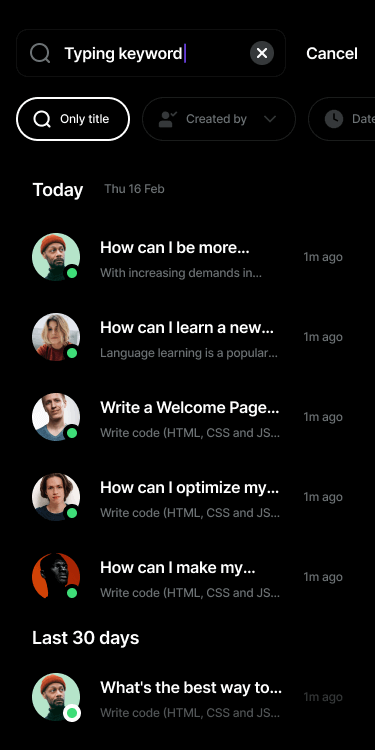 Typing keyword
Cancel
Only title
Created by
Date
Today
Thu 16 Feb
How can I be more...
With increasing demands in...
1m ago
How can I learn a new...
Language learning is a popular...
1m ago
Write a Welcome Page...
Write code (HTML, CSS and JS...
1m ago
How can I optimize my...
Write code (HTML, CSS and JS...
1m ago
How can I make my...
Write code (HTML, CSS and JS...
1m ago
Last 30 days
What's the best way to...
Write code (HTML, CSS and JS...
1m ago